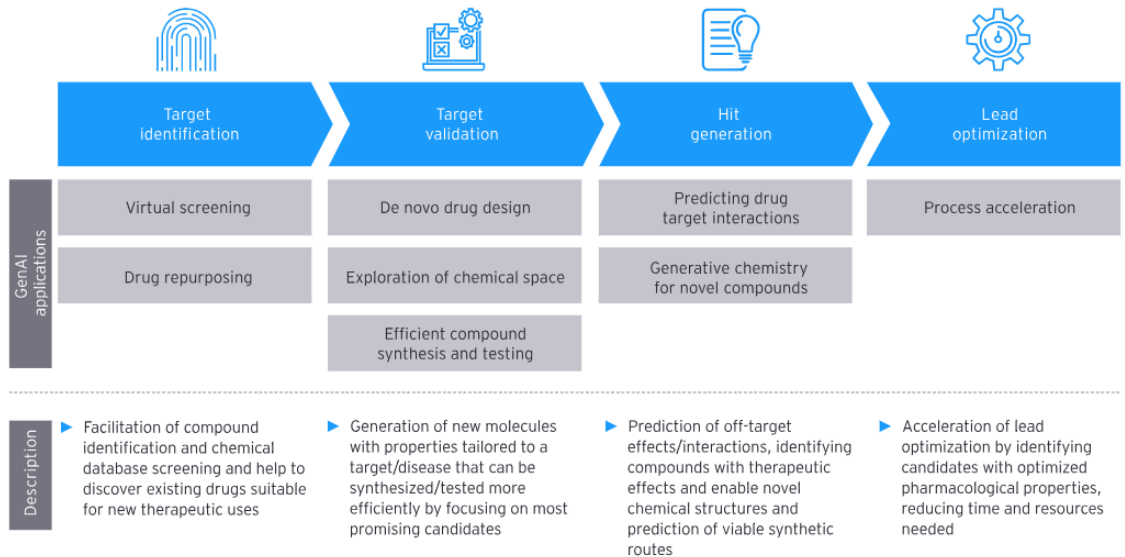 Target
identification
Target
validation
Hit
generation
Lead
optimization
GenAI
applications
Virtual screening
De novo drug design
Predicting drug
target interactions
Process acceleration
Drug repurposing
Exploration of chemical space
Generative chemistry
for novel compounds
Efficient compound
synthesis and testing
Description
Facilitation of compound
identification and chemical
database screening and help to
discover existing drugs suitable
for new therapeutic uses
Generation of new molecules
with properties tailored to a
target/disease that can be
synthesized/tested more
efficiently by focusing on most
promising candidates
Prediction of off-target
effects/interactions, identifying
compounds with therapeutic
effects and enable novel
chemical structures and
prediction of viable synthetic
routes
Acceleration of lead
optimization by identifying
candidates with optimized
pharmacological properties,
reducing time and resources
needed